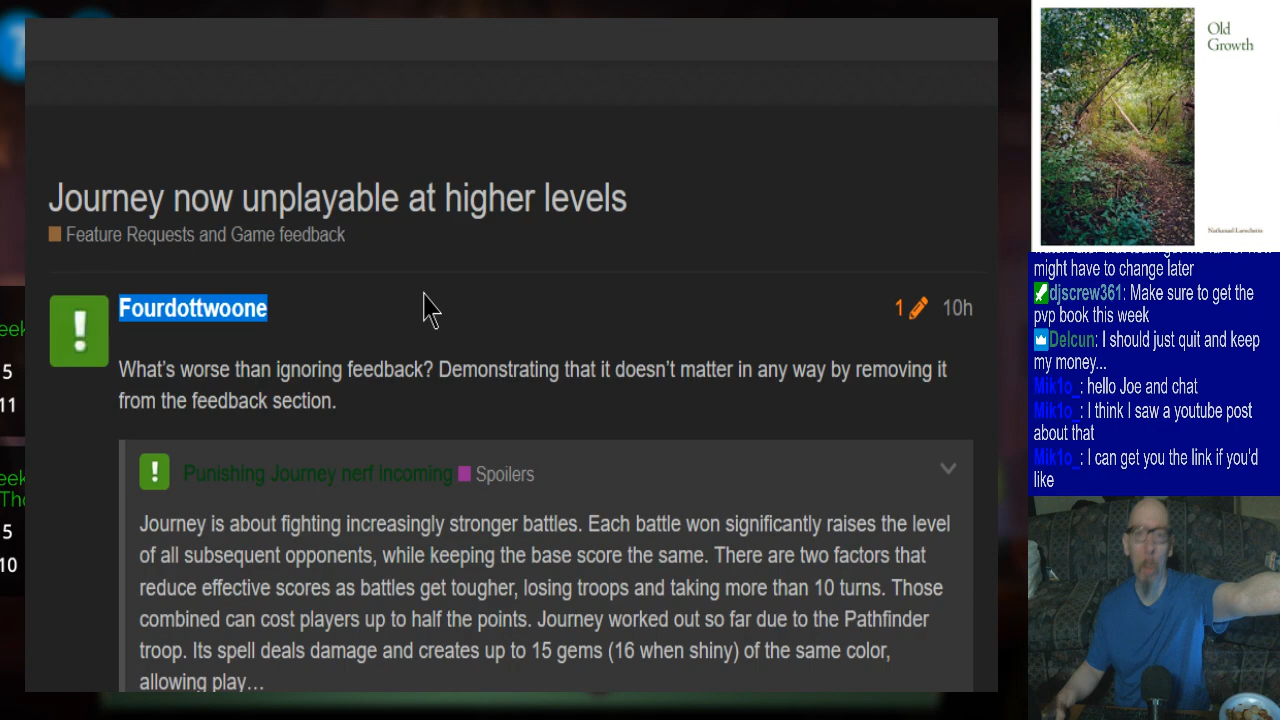 Journey now unplayable at higher levels
Feature Requests and Game feedback
Fourdottwoone
1
10h
What's worse than ignoring feedback? Demonstrating that it doesn't matter in any way by removing it
from the feedback section.
Punishing Journey nerf incoming Spoilers
Journey is about fighting increasingly stronger battles. Each battle won significantly raises the level
of all subsequent opponents, while keeping the base score the same. There are two factors that
reduce effective scores as battles get tougher, losing troops and taking more than 10 turns. Those
combined can cost players up to half the points. Journey worked out so far due to the Pathfinder
troop. Its spell deals damage and creates up to 15 gems (16 when shiny) of the same color,
allowing play…
eek
5
11
eek
Tho
5
10
Old
Growth
might have to change later
djscrew361: Make sure to get the
pvp book this week
Delcun: I should just quit and keep
my money...
Mik1o_: hello Joe and chat
Mik1o_: I think I saw a youtube post
about that
Mik1o_: I can get you the link if you'd
like